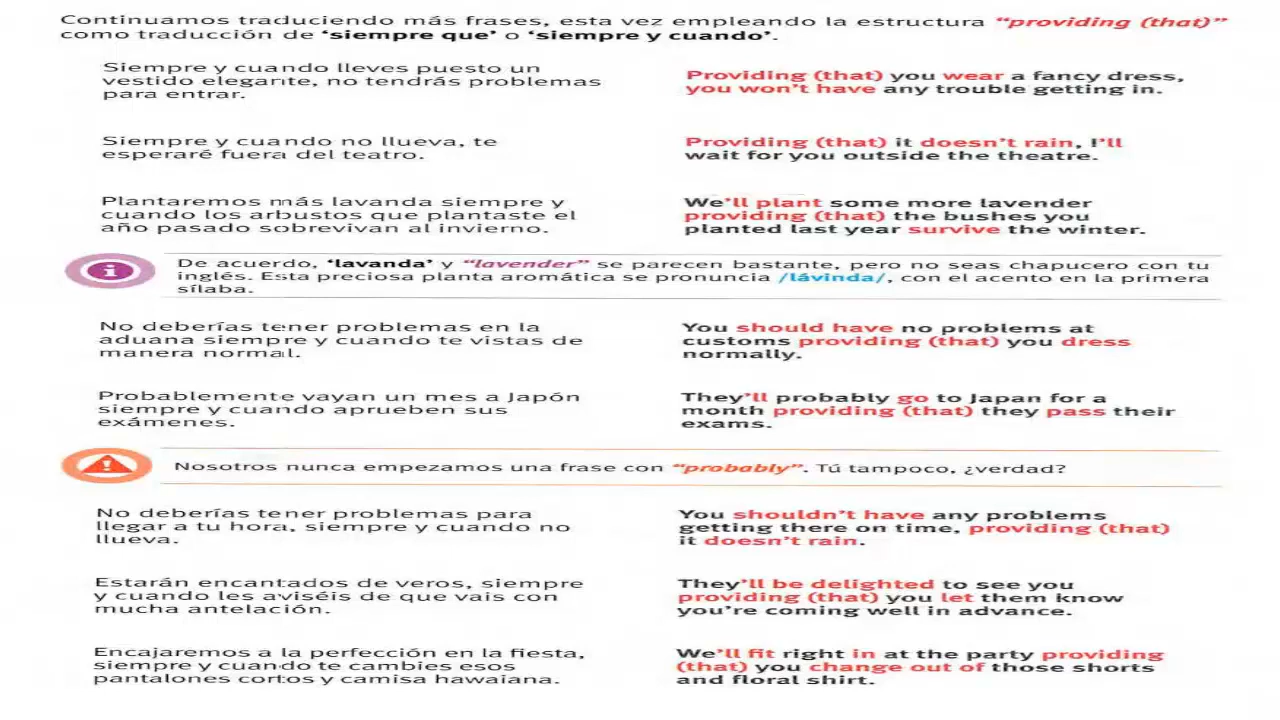 Continuamos traduciendo más frases, esta vez empleando la estructura “providing (that)”
como traducción de ‘siempre que’ o ‘siempre y cuando’.
Siempre y cuando lleves puesto un
vestido elegante, no tendrás problemas
para entrar.
Providing (that) you wear a fancy dress,
you won’t have any trouble getting in.
Siempre y cuando no llueva, te
esperaré fuera del teatro.
Providing (that) it doesn’t rain, I’ll
wait for you outside the theatre.
Plantaremos más lavanda siempre y
cuando los arbustos que plantaste el
año pasado sobrevivan al invierno.
We’ll plant some more lavender
providing (that) the bushes you
planted last year survive the winter.
De acuerdo, ‘lavanda’ y “lavender” se parecen bastante, pero no seas chapucero con tu
inglés. Esta preciosa planta aromática se pronuncia /lávinda/, con el acento en la primera
sílaba.
No deberías tener problemas en la
aduana siempre y cuando te vistas de
manera normal.
You should have no problems at
customs providing (that) you dress
normally.
Probablemente vayan un mes a Japón
siempre y cuando aprueben sus
exámenes.
They’ll probably go to Japan for a
month providing (that) they pass their
exams.
Nosotros nunca empezamos una frase con “probably”. Tú tampoco, ¿verdad?
No deberías tener problemas para
llegar a tu hora, siempre y cuando no
llueva.
You shouldn’t have any problems
getting there on time, providing (that)
it doesn’t rain.
Estarán encantados de veros, siempre
y cuando les aviséis de que vais con
mucha antelación.
They’ll be delighted to see you
providing (that) you let them know
you’re coming well in advance.
Encajaremos a la perfección en la fiesta,
siempre y cuando te cambies esos
pantalones cortos y camisa hawaiana.
We’ll fit right in at the party providing
(that) you change out of those shorts
and floral shirt.